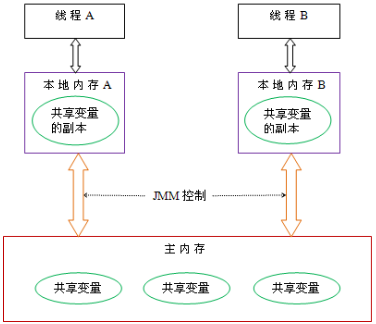 线程 A
线程 B
本地内存 A
本地内存 B
共享变量
的副本
共享变量
的副本
JMM 控制
主内存
共享变量
共享变量
共享变量